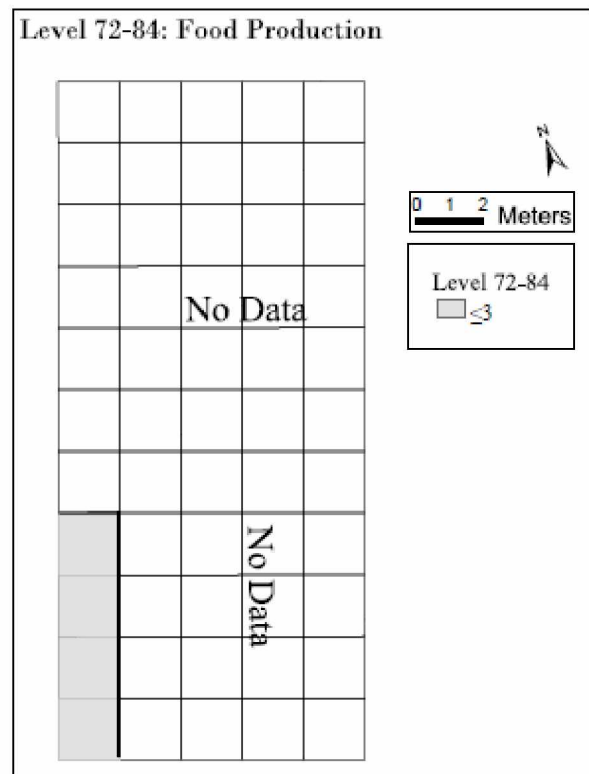 Level 72-84: Food Production
N
0 1 2 Meters
No Data
Level 72-84
≤3
No Data